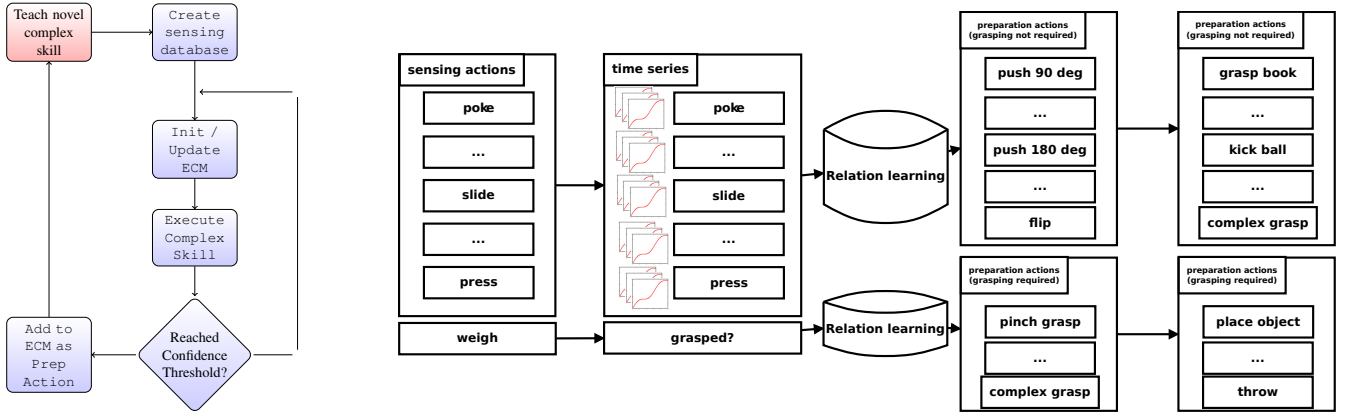 Teach novel
complex
skill
Create
sensing
database
Init /
Update
ECM
Execute
Complex
Skill
Reached
Confidence
Threshold?
Add to
ECM as
Prep
Action
sensing actions
poke
...
slide
...
press
weigh
time series
poke
...
slide
...
press
grasped?
Relation learning
Relation learning
preparation actions
(grasping not required)
push 90 deg
...
push 180 deg
...
flip
preparation actions
(grasping not required)
grasp book
...
kick ball
...
complex grasp
preparation actions
(grasping required)
pinch grasp
...
complex grasp
preparation actions
(grasping required)
place object
...
throw